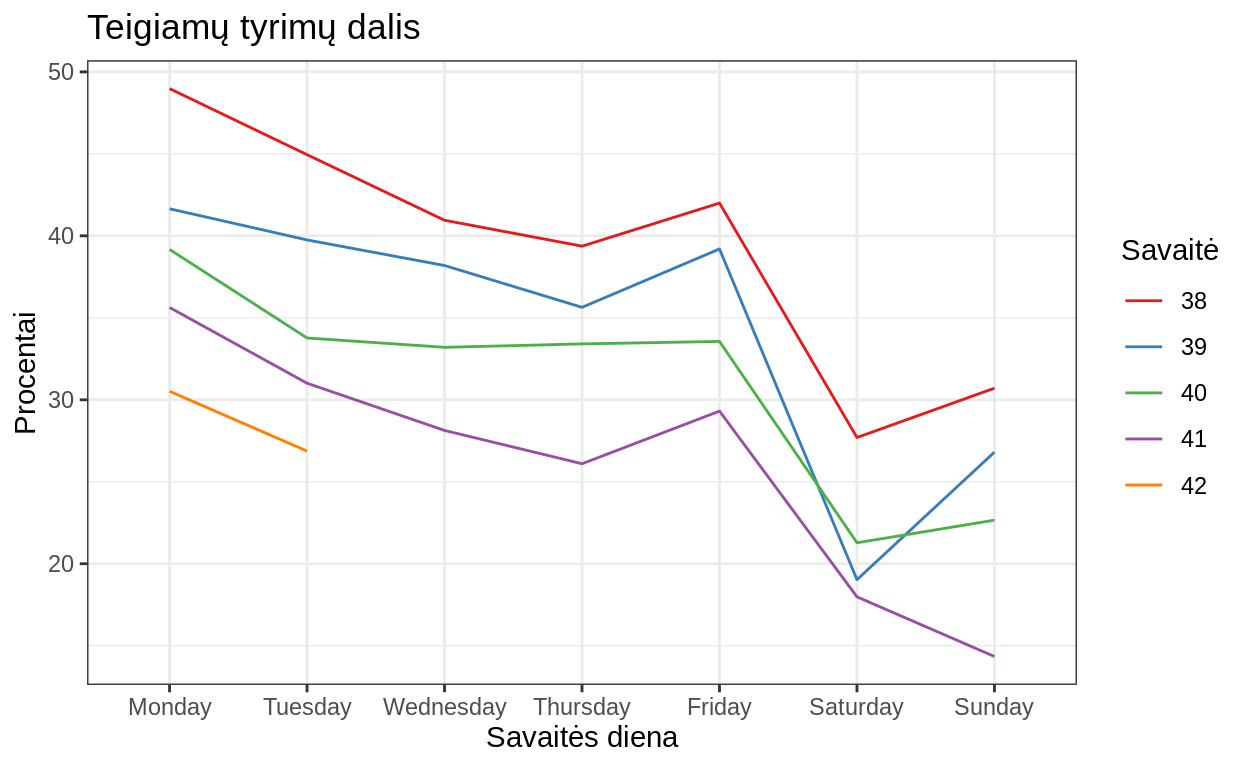 Teigiamų tyrimų dalis
50
40
30
20
Procentai
Monday Tuesday Wednesday Thursday Friday Saturday Sunday
Savaitės diena
Savaitė
38
39
40
41
42